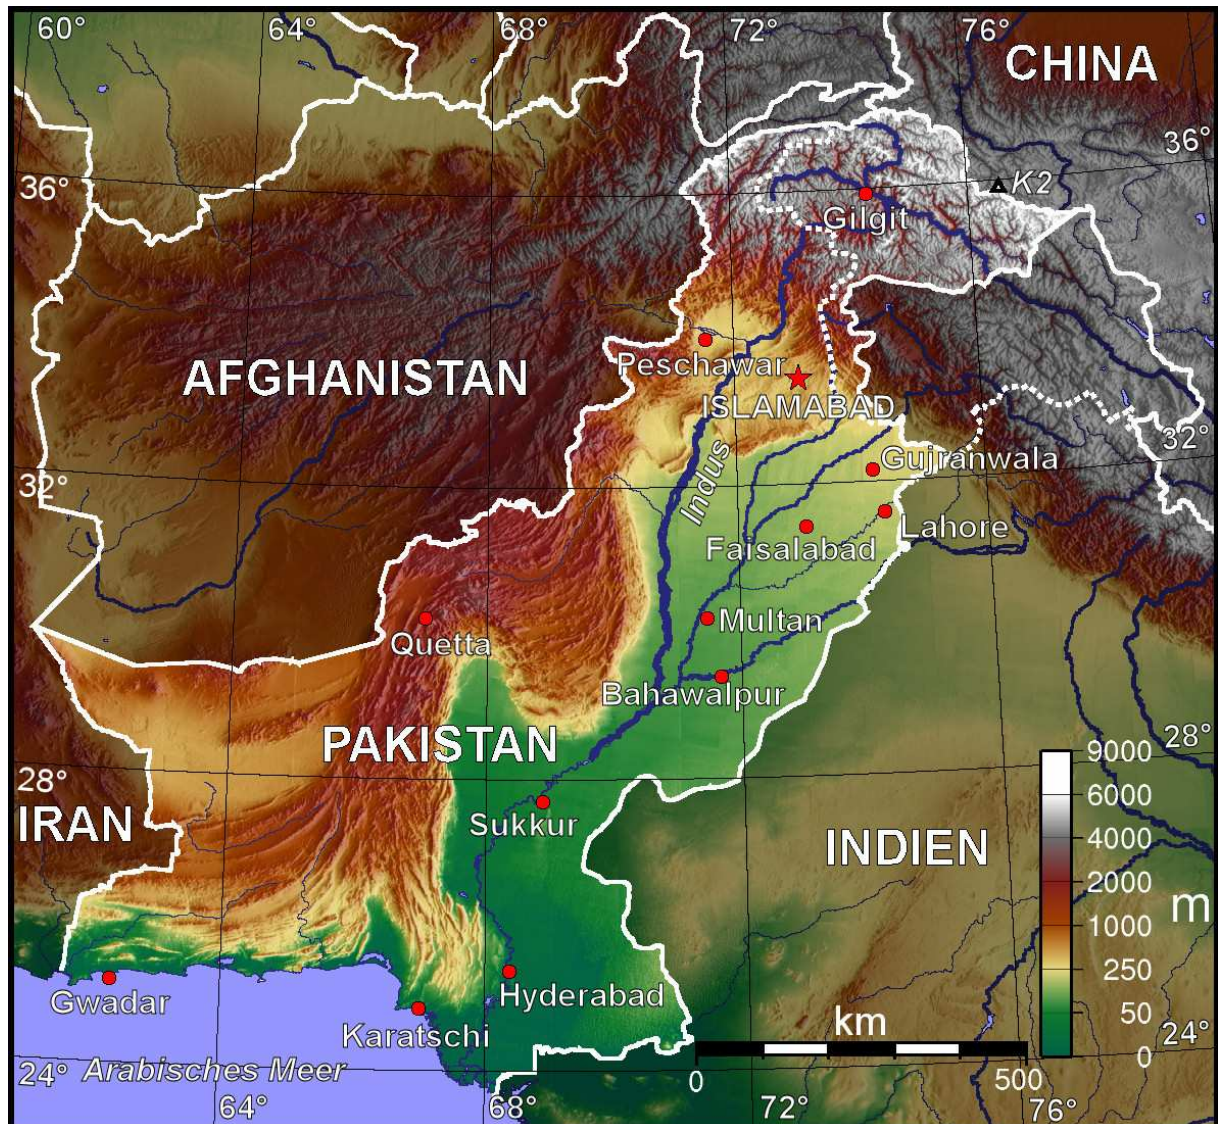 60° 64° 68° 72° 76°
CHINA
36°
K2
36°
Gilgit
Peschawar
AFGHANISTAN
ISLAMABAD
32°
Gujranwala
Indus
32°
Lahore
Faisalabad
Multan
Quetta
Bahawalpur
PAKISTAN
28°
9000
28°
6000
IRAN
Sukkur
INDIEN
4000
2000
m
1000
250
Gwadar
Hyderabad
50
Karatschi
km
24°
0
24°
Arabisches Meer
0 500
64° 68° 72° 76°